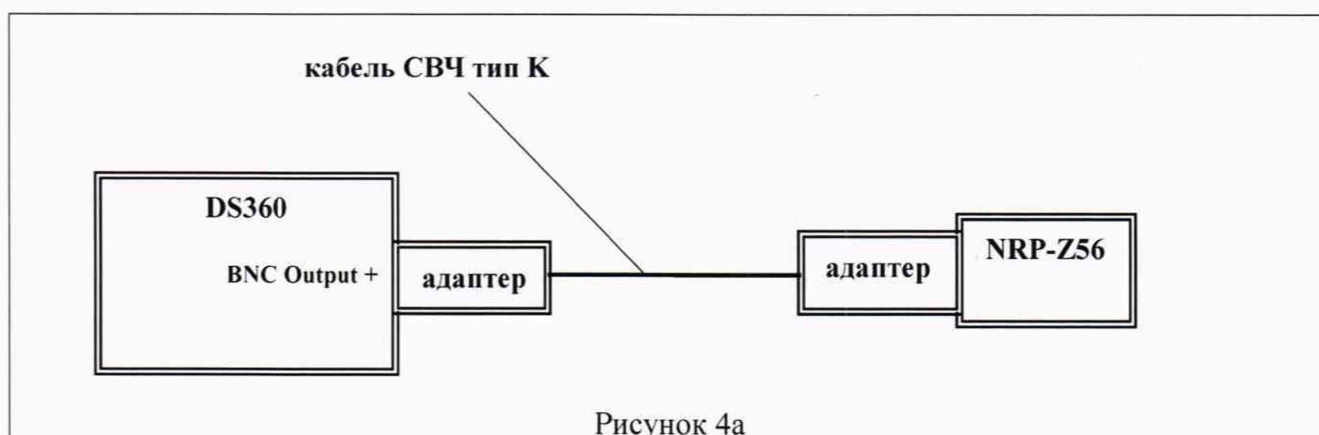 кабель СВЧ тип K
DS360
BNC Output +
адаптер
адаптер
NRP-Z56
Рисунок 4а